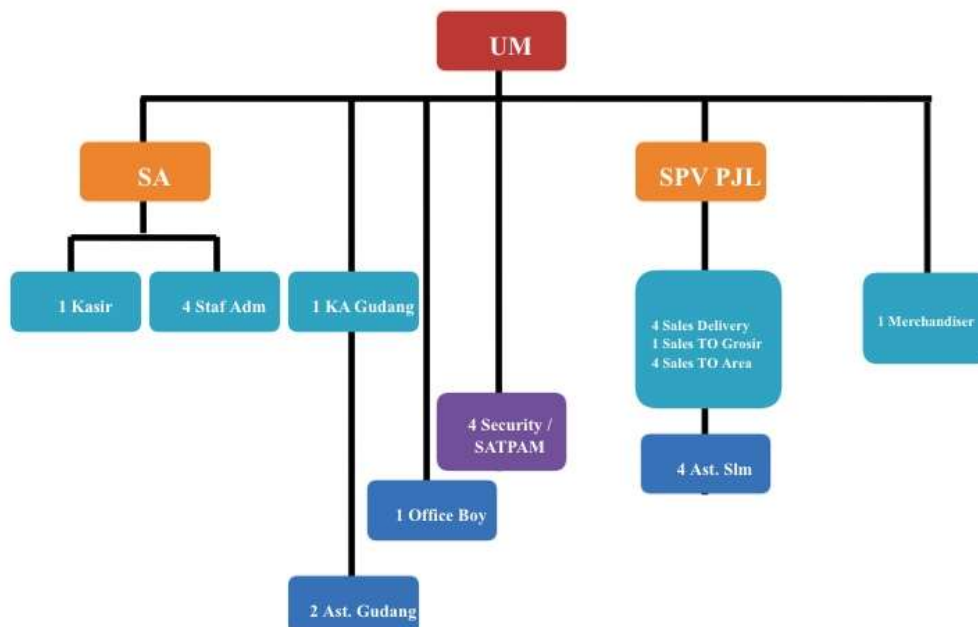 UM
SA
SPV PJL
1 Kasir
4 Staf Adm
1 KA Gudang
4 Sales Delivery
1 Sales TO Grosir
4 Sales TO Area
1 Merchandiser
4 Security /
SATPAM
4 Ast. Slm
1 Office Boy
2 Ast. Gudang